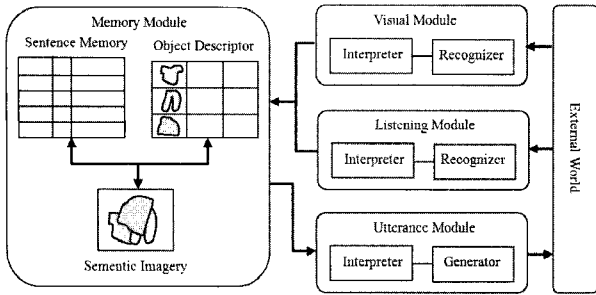 Memory Module
Sentence Memory
Object Descriptor
Sementic Imagery
Visual Module
Interpreter
Recognizer
Listening Module
Interpreter
Recognizer
Utterance Module
Interpreter
Generator
External World